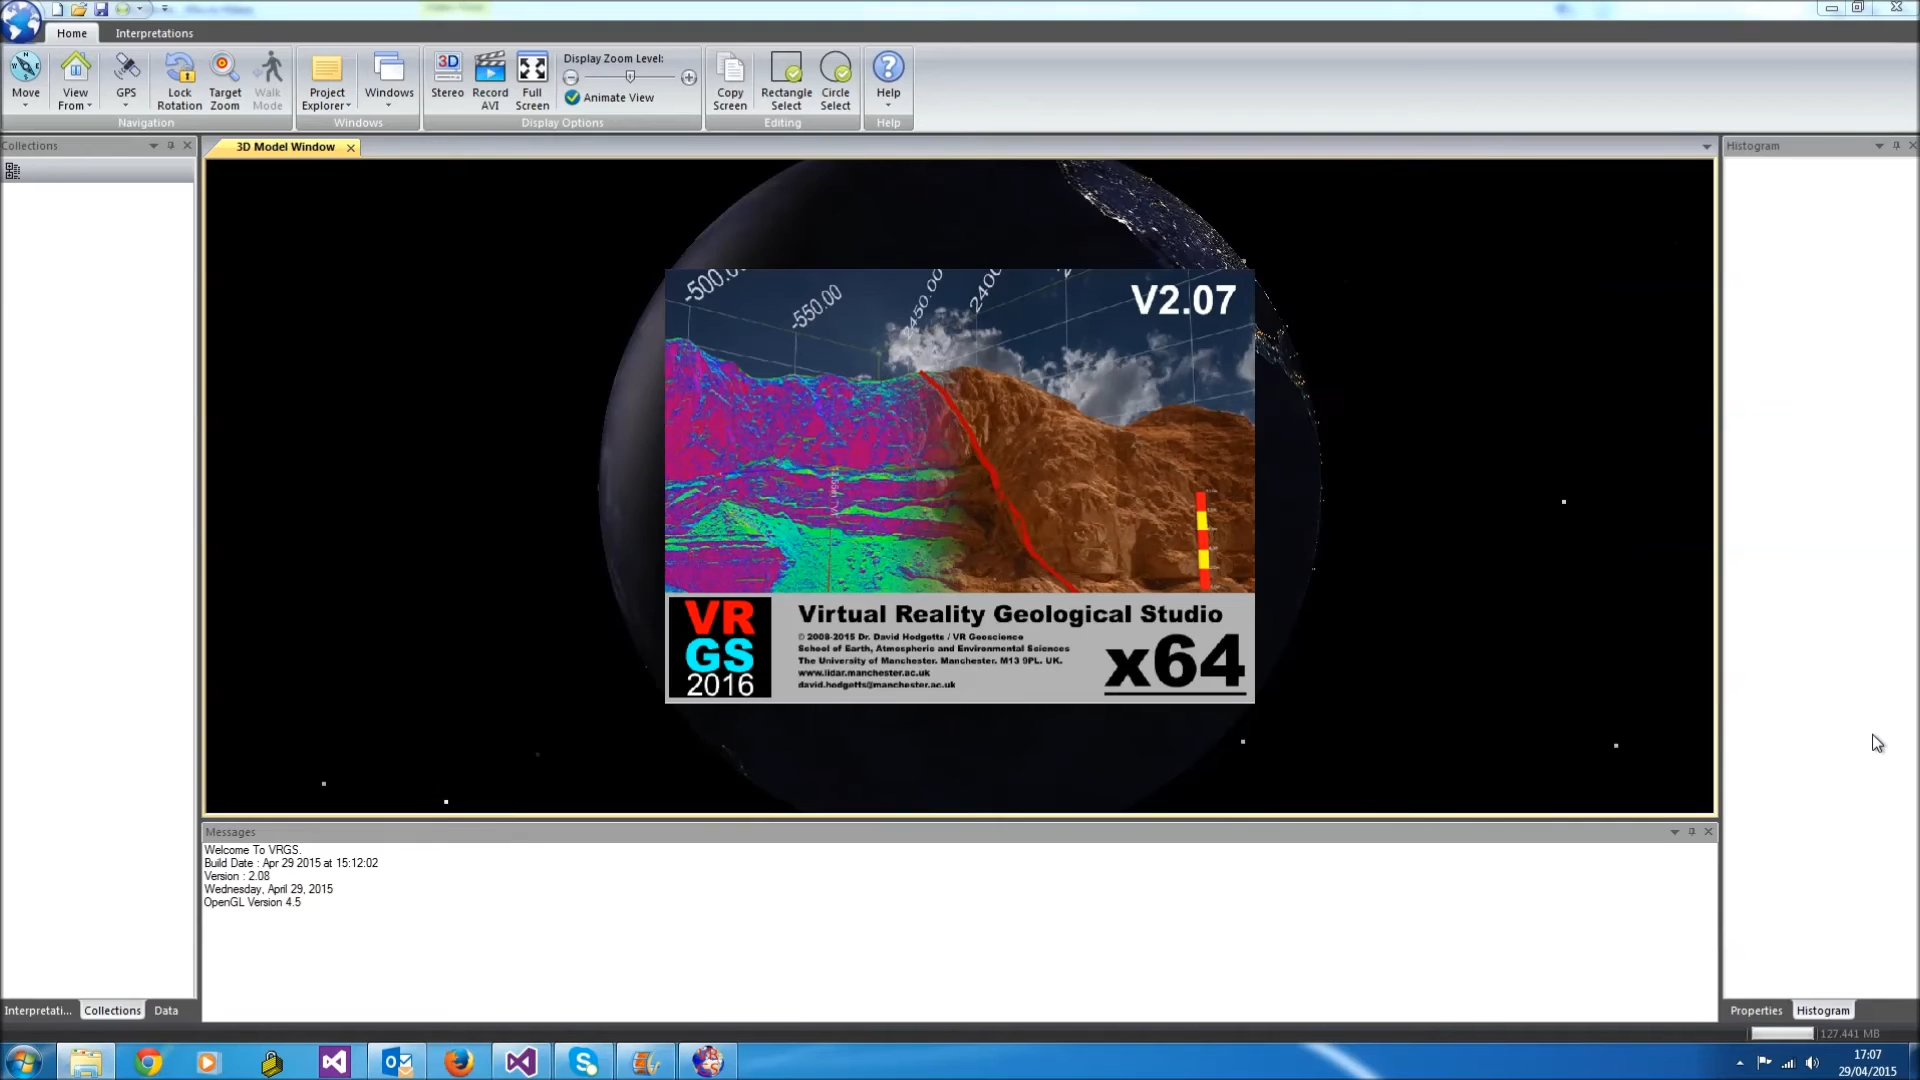 Home
Interpretations
Move
View
From
GPS
Lock
Rotation
Target
Zoom
Walk
Mode
Navigation
Project
Explorer
Windows
Windows
3D
Stereo
Record
AVI
Full
Screen
Display Zoom Level:
Animate View
Display Options
Copy
Screen
Rectangle
Select
Circle
Select
Editing
Help
Help
Collections
3D Model Window
Histogram
-500.0
-550.00
2450.00
2400
V2.07
VR
GS
2016
Virtual Reality Geological Studio
© 2008-2015 Dr. David Hodgetts / VR Geoscience
School of Earth, Atmospheric and Environmental Sciences
The University of Manchester. Manchester. M13 9PL. UK.
www.lidar.manchester.ac.uk
david.hodgetts@manchester.ac.uk
x64
Messages
Welcome To VRGS.
Build Date : Apr 29 2015 at 15:12:02
Version : 2.08
Wednesday, April 29, 2015
OpenGL Version 4.5
Interpretati...
Collections
Data
Properties
Histogram
127.441 MB
17:07
29/04/2015